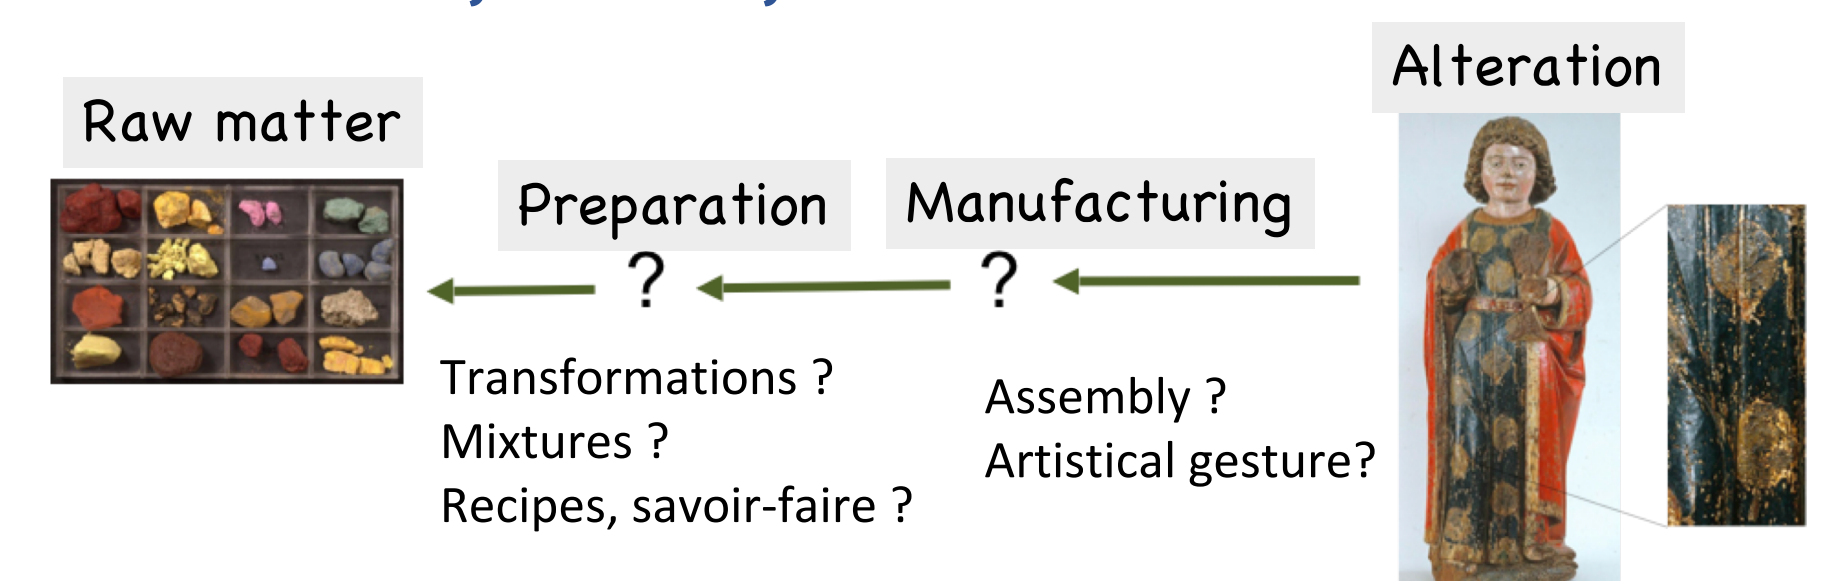 Alteration
Raw matter
Preparation
Manufacturing
?
?
Transformations ?
Mixtures ?
Recipes, savoir-faire ?
Assembly ?
Artistical gesture?